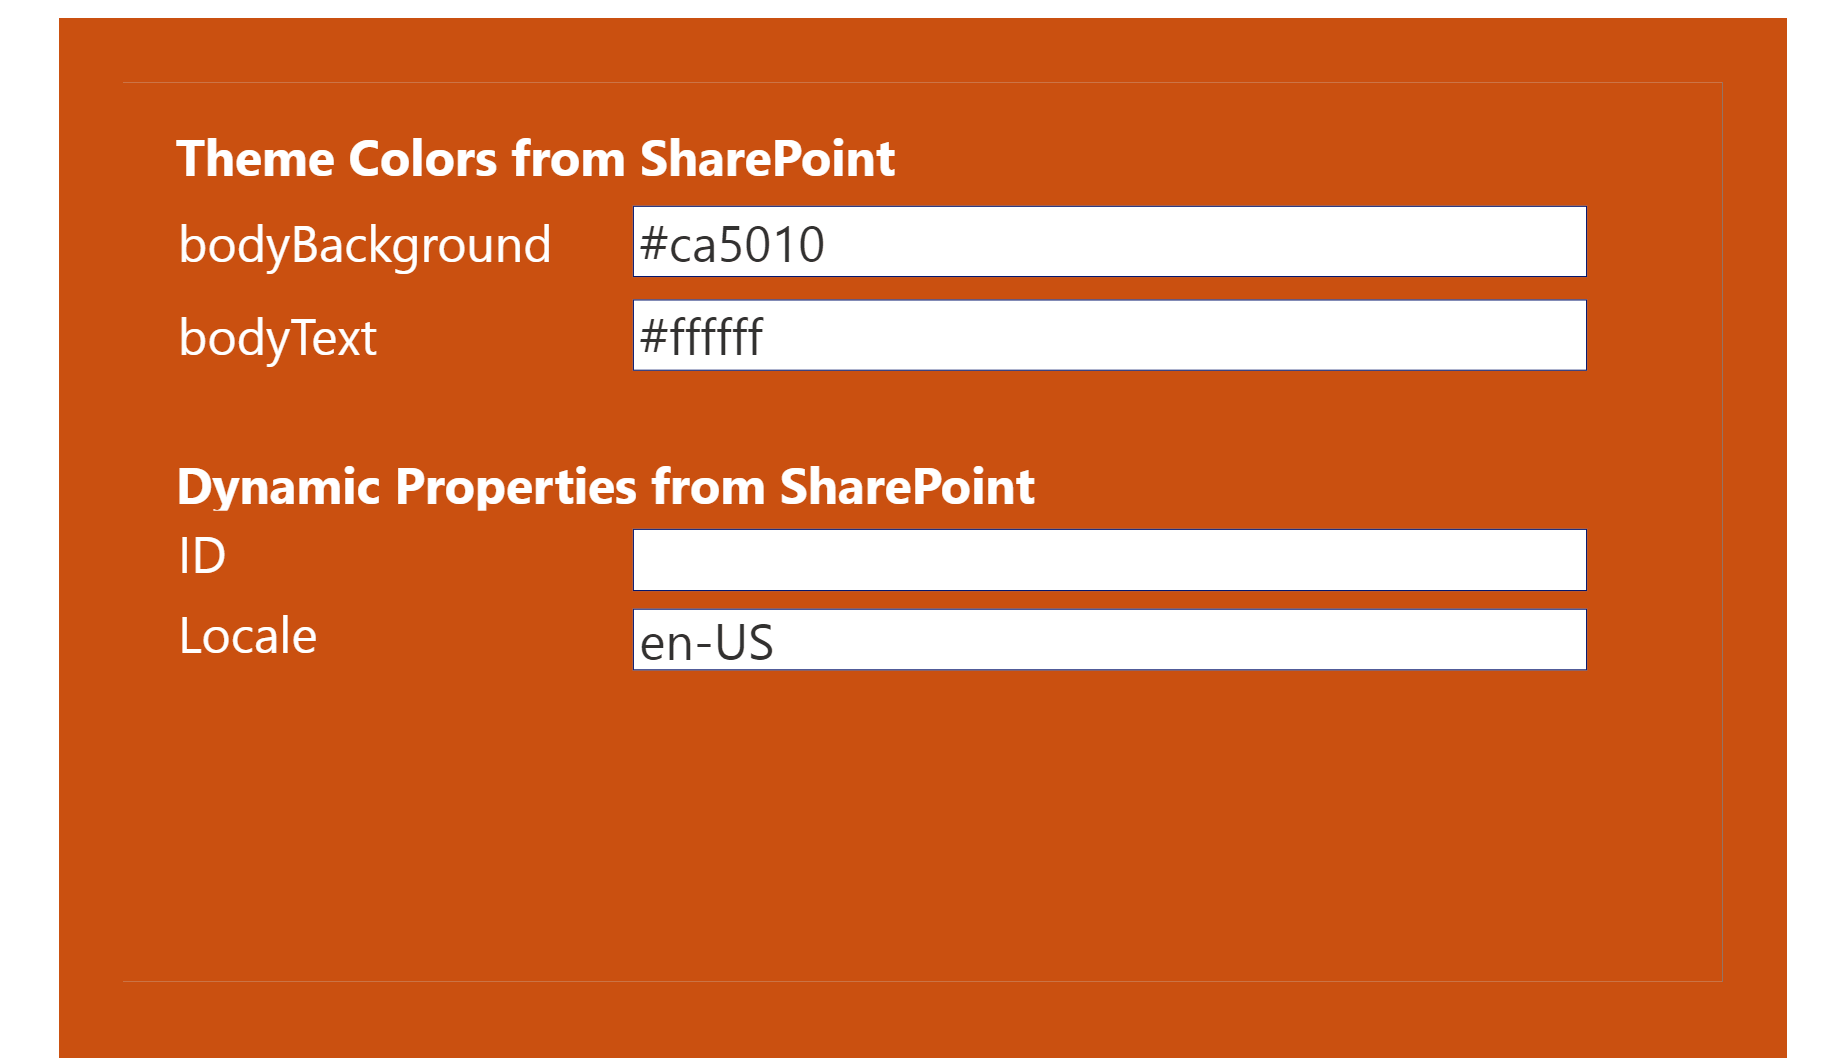 Theme Colors from SharePoint
bodyBackground #ca5010
bodyText #ffffff
Dynamic Properties from SharePoint
ID
Locale en-US